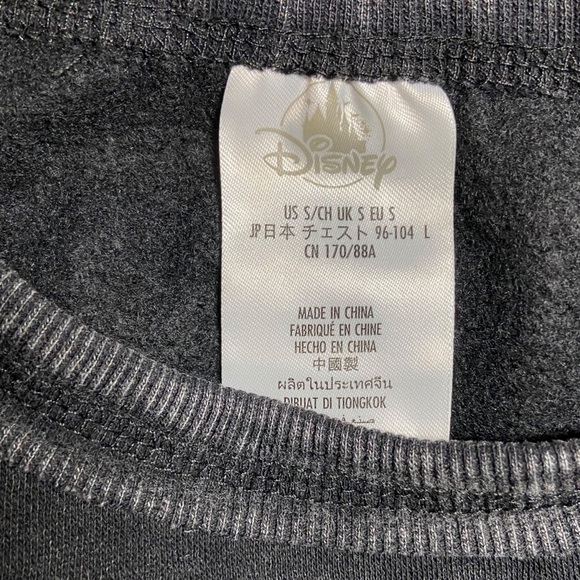 Disney
US S/CH UK S EU S
JP日本 チェスト 96-104 L
CN 170/88A
MADE IN CHINA
FABRIQUÉ EN CHINE
HECHO EN CHINA
中國製
ผลิตในประเทศจีน
DIBUAT DI TIONGKOK